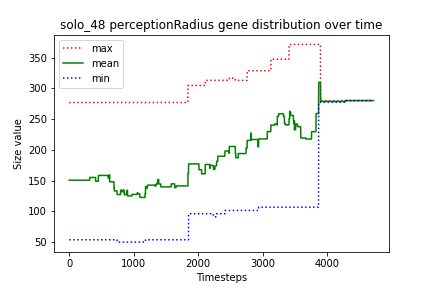 solo_48 perceptionRadius gene distribution over time
max
mean
min
Size value
350
300
250
200
150
100
50
0
1000
2000
3000
4000
Timesteps